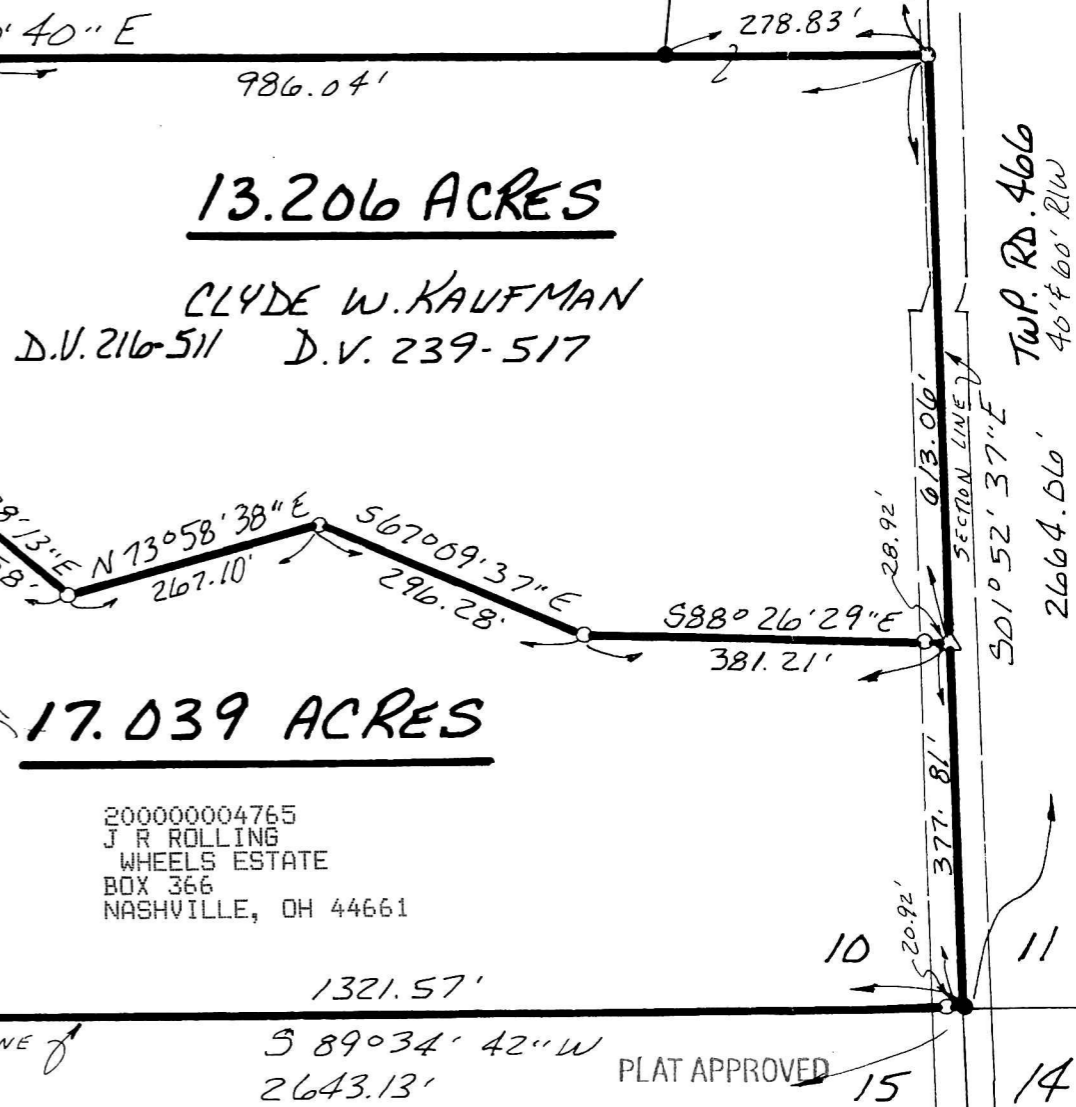 40" E
278.83'
986.04'
13.206 ACRES
CLYDE W. KAUFMAN
D.V. 216-511 D.V. 239-517
TWP. RD. 466
40' & 60' R/W
613.06'
SECTION LINE
S01° 52' 37" E
2664.06'
28.92'
13" E
58'
N 73° 58' 38" E
267.10'
S67° 09' 37" E
296.28'
S88° 26' 29" E
381.21'
17.039 ACRES
377.81'
200000004765
J R ROLLING
WHEELS ESTATE
BOX 366
NASHVILLE, OH 44661
20.92'
10
11
1321.57'
S 89° 34' 42" W
2643.13'
PLAT APPROVED
15
14